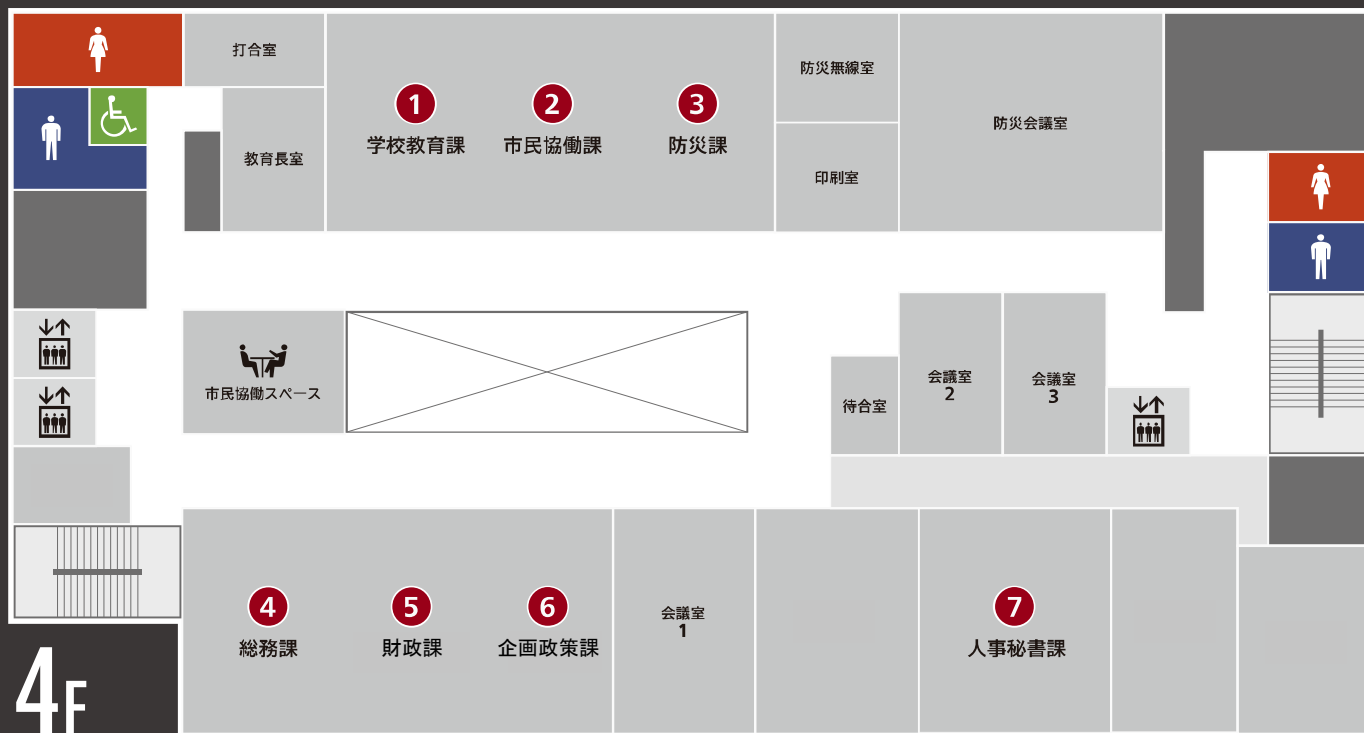 打合室
防災無線室
1
2
3
学校教育課
市民協働課
防災課
防災会議室
教育長室
印刷室
市民協働スペース
待合室
会議室
2
会議室
3
4
5
6
7
総務課
財政課
企画政策課
会議室
1
人事秘書課
4F